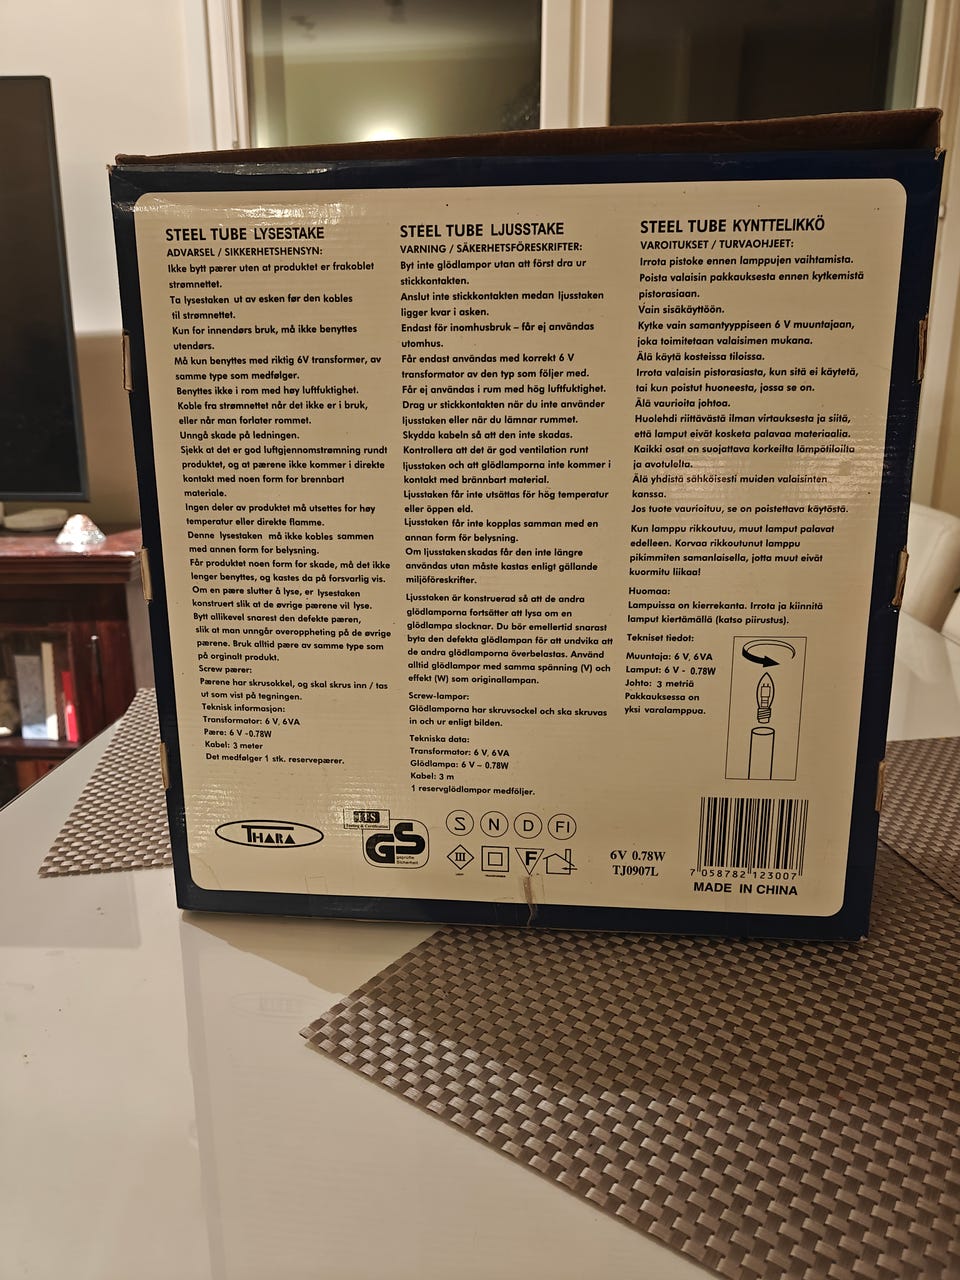 STEEL TUBE LYSESTAKE
ADVARSEL / SIKKERHETSHENSYN:
Ikke bytt pærer uten at produktet er frakoblet
strømnettet.
Ta lysestaken ut av esken før den kobles
til strømnettet.
Kun for innendørs bruk, må ikke benyttes
utendørs.
Må kun benyttes med riktig 6V transformer, av
samme type som medfølger.
Benyttes ikke i rom med høy luftfuktighet.
Koble fra strømnettet når det ikke er i bruk,
eller når man forlater rommet.
Unngå skade på ledningen.
Sjekk at det er god luftgjennomstrømning rundt
produktet, og at pærene ikke kommer i direkte
kontakt med noen form for brennbart
materiale.
Ingen deler av produktet må utsettes for høy
temperatur eller direkte flamme.
Denne lysestaken må ikke kobles sammen
med annen form for belysning.
Får produktet noen form for skade, må det ikke
lenger benyttes, og kastes da på forsvarlig vis.
Om en pære slutter å lyse, er lysestaken
konstruert slik at de øvrige pærene vil lyse.
Bytt allikevel snarest den defekte pæren,
slik at man unngår overoppheting på de øvrige
pærene. Bruk alltid pære av samme type som
på orginalt produkt.
Screw pærer:
Pærene har skrusokkel, og skal skrus inn / tas
ut som vist på tegningen.
Teknisk informasjon:
Transformator: 6 V, 6VA
Pære: 6 V -0.78W
Kabel: 3 meter
Det medfølger 1 stk. reservepærer.
STEEL TUBE LJUSSTAKE
VARNING / SÄKERHETSFÖRESKRIFTER:
Byt inte glödlampor utan att först dra ur
stickkontakten.
Anslut inte stickkontakten medan ljusstaken
ligger kvar i asken.
Endast för inomhusbruk – får ej användas
utomhus.
Får endast användas med korrekt 6 V
transformator av den typ som följer med.
Får ej användas i rum med hög luftfuktighet.
Drag ur stickkontakten när du inte använder
ljusstaken eller när du lämnar rummet.
Skydda kabeln så att den inte skadas.
Kontrollera att det är god ventilation runt
ljusstaken och att glödlamporna inte kommer i
kontakt med brännbart material.
Ljusstaken får inte utsättas för hög temperatur
eller öppen eld.
Ljusstaken får inte kopplas samman med en
annan form för belysning.
Om ljusstaken skadas får den inte längre
användas utan måste kastas enligt gällande
miljöföreskrifter.
Ljusstaken är konstruerad så att de andra
glödlamporna fortsätter att lysa om en
glödlampa slocknar. Du bör emellertid snarast
byta den defekta glödlampan för att undvika att
de andra glödlamporna överbelastas. Använd
alltid glödlampor med samma spänning (V) och
effekt (W) som originallampan.
Screw-lampor:
Glödlamporna har skruvsockel och ska skruvas
in och ur enligt bilden.
Tekniska data:
Transformator: 6 V, 6VA
Glödlampa: 6 V – 0.78W
Kabel: 3 m
1 reservglödlampor medföljer.
STEEL TUBE KYNTTELIKKÖ
VAROITUKSET / TURVAOHJEET:
Irrota pistoke ennen lamppujen vaihtamista.
Poista valaisin pakkauksesta ennen kytkemistä
pistorasiaan.
Vain sisäkäyttöön.
Kytke vain samantyyppiseen 6 V muuntajaan,
joka toimitetaan valaisimen mukana.
Älä käytä kosteissa tiloissa.
Irrota valaisin pistorasiasta, kun sitä ei käytetä,
tai kun poistut huoneesta, jossa se on.
Älä vaurioita johtoa.
Huolehdi riittävästä ilman virtauksesta ja siitä,
että lamput eivät kosketa palavaa materiaalia.
Kaikki osat on suojattava korkeilta lämpötiloilta
ja avotulelta.
Älä yhdistä sähköisesti muiden valaisinten
kanssa.
Jos tuote vaurioituu, se on poistettava käytöstä.
Kun lamppu rikkoutuu, muut lamput palavat
edelleen. Korvaa rikkoutunut lamppu
pikimmiten samanlaisella, jotta muut eivät
kuormitu liikaa!
Huomaa:
Lampuissa on kierrekanta. Irrota ja kiinnitä
lamput kiertämällä (katso piirustus).
Tekniset tiedot:
Muuntaja: 6 V, 6VA
Lamput: 6 V - 0.78W
Johto: 3 metriä
Pakkauksessa on
yksi varalamppua.
THARA
ITS
Testing & Certification
GS
geprüfte
Sicherheit
S N D FI
III F
6V 0.78W
TJ0907L
7 058782 123007
MADE IN CHINA